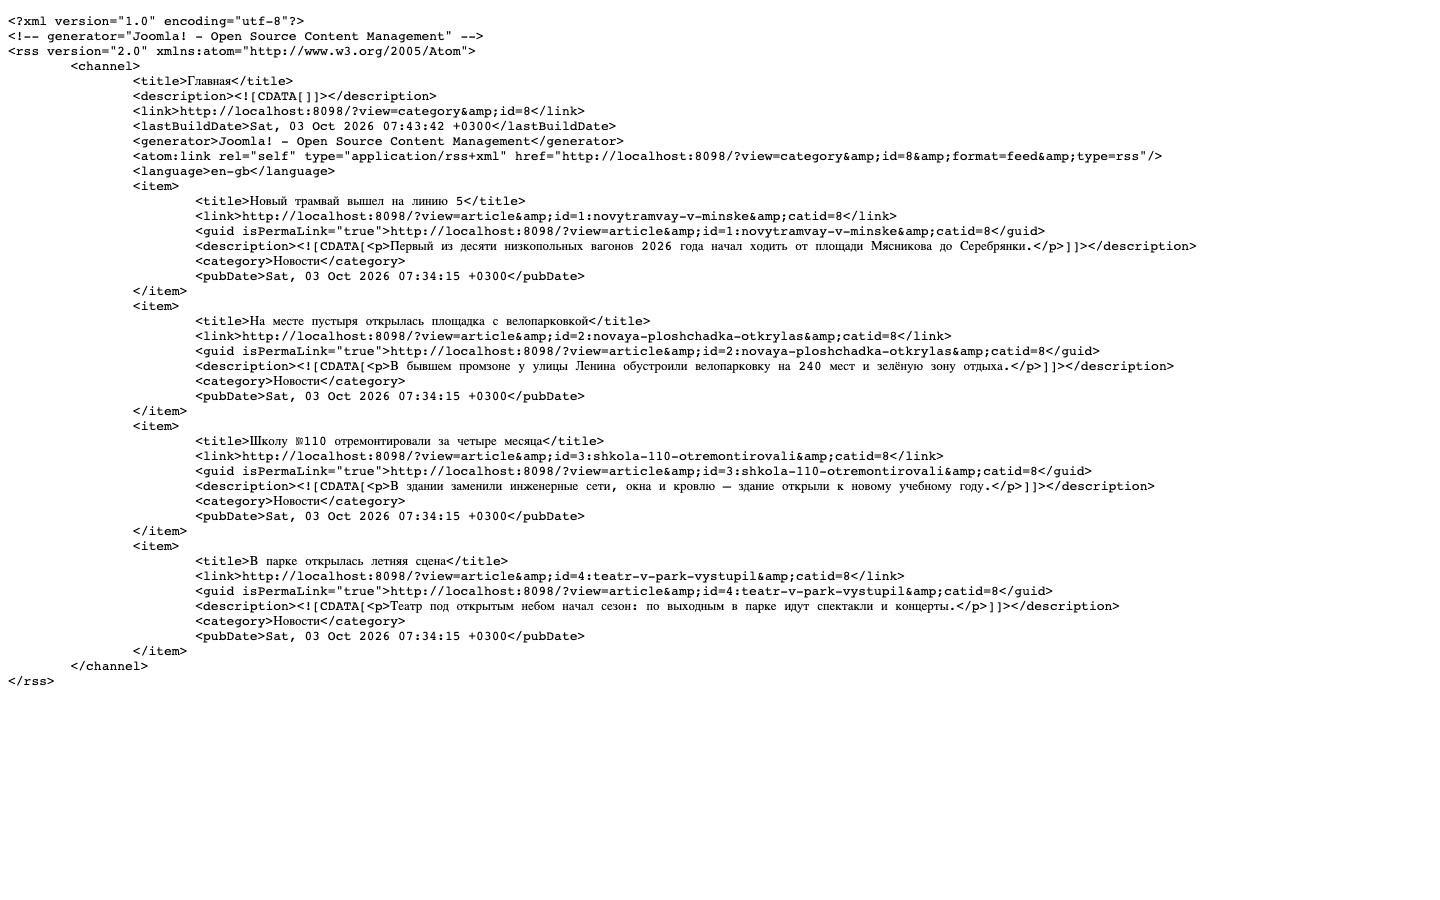 <?xml version="1.0" encoding="utf-8"?>
<!-- generator="Joomla! - Open Source Content Management" -->
<rss version="2.0" xmlns:atom="http://www.w3.org/2005/Atom">
<channel>
<title>Главная</title>
<description><![CDATA[]]></description>
<link>http://localhost:8098/?view=category&amp;id=8</link>
<lastBuildDate>Sat, 03 Oct 2026 07:43:42 +0300</lastBuildDate>
<generator>Joomla! - Open Source Content Management</generator>
<atom:link rel="self" type="application/rss+xml" href="http://localhost:8098/?view=category&amp;id=8&amp;format=feed&amp;type=rss"/>
<language>en-gb</language>
<item>
<title>Новый трамвай вышел на линию 5</title>
<link>http://localhost:8098/?view=article&amp;id=1:novytramvay-v-minske&amp;catid=8</link>
<guid isPermaLink="true">http://localhost:8098/?view=article&amp;id=1:novytramvay-v-minske&amp;catid=8</guid>
<description><![CDATA[<p>Первый из десяти низкопольных вагонов 2026 года начал ходить от площади Мясникова до Серебрянки.</p>]]></description>
<category>Новости</category>
<pubDate>Sat, 03 Oct 2026 07:34:15 +0300</pubDate>
</item>
<item>
<title>На месте пустыря открылась площадка с велопарковкой</title>
<link>http://localhost:8098/?view=article&amp;id=2:novaya-ploshchadka-otkrylas&amp;catid=8</link>
<guid isPermaLink="true">http://localhost:8098/?view=article&amp;id=2:novaya-ploshchadka-otkrylas&amp;catid=8</guid>
<description><![CDATA[<p>В бывшем промзоне у улицы Ленина обустроили велопарковку на 240 мест и зелёную зону отдыха.</p>]]></description>
<category>Новости</category>
<pubDate>Sat, 03 Oct 2026 07:34:15 +0300</pubDate>
</item>
<item>
<title>Школу №110 отремонтировали за четыре месяца</title>
<link>http://localhost:8098/?view=article&amp;id=3:shkola-110-otremontirovali&amp;catid=8</link>
<guid isPermaLink="true">http://localhost:8098/?view=article&amp;id=3:shkola-110-otremontirovali&amp;catid=8</guid>
<description><![CDATA[<p>В здании заменили инженерные сети, окна и кровлю — здание открыли к новому учебному году.</p>]]></description>
<category>Новости</category>
<pubDate>Sat, 03 Oct 2026 07:34:15 +0300</pubDate>
</item>
<item>
<title>В парке открылась летняя сцена</title>
<link>http://localhost:8098/?view=article&amp;id=4:teatr-v-park-vystupil&amp;catid=8</link>
<guid isPermaLink="true">http://localhost:8098/?view=article&amp;id=4:teatr-v-park-vystupil&amp;catid=8</guid>
<description><![CDATA[<p>Театр под открытым небом начал сезон: по выходным в парке идут спектакли и концерты.</p>]]></description>
<category>Новости</category>
<pubDate>Sat, 03 Oct 2026 07:34:15 +0300</pubDate>
</item>
</channel>
</rss>